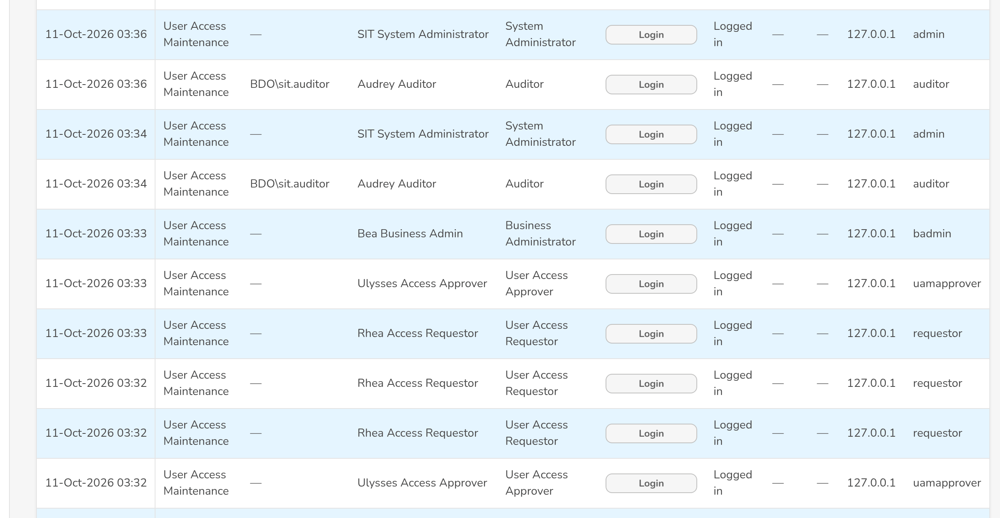 11-Oct-2026 03:36 User Access Maintenance — SIT System Administrator System Administrator Login Logged in — — 127.0.0.1 admin
11-Oct-2026 03:36 User Access Maintenance BDO\sit.auditor Audrey Auditor Auditor Login Logged in — — 127.0.0.1 auditor
11-Oct-2026 03:34 User Access Maintenance — SIT System Administrator System Administrator Login Logged in — — 127.0.0.1 admin
11-Oct-2026 03:34 User Access Maintenance BDO\sit.auditor Audrey Auditor Auditor Login Logged in — — 127.0.0.1 auditor
11-Oct-2026 03:33 User Access Maintenance — Bea Business Admin Business Administrator Login Logged in — — 127.0.0.1 badmin
11-Oct-2026 03:33 User Access Maintenance — Ulysses Access Approver User Access Approver Login Logged in — — 127.0.0.1 uamapprover
11-Oct-2026 03:33 User Access Maintenance — Rhea Access Requestor User Access Requestor Login Logged in — — 127.0.0.1 requestor
11-Oct-2026 03:32 User Access Maintenance — Rhea Access Requestor User Access Requestor Login Logged in — — 127.0.0.1 requestor
11-Oct-2026 03:32 User Access Maintenance — Rhea Access Requestor User Access Requestor Login Logged in — — 127.0.0.1 requestor
11-Oct-2026 03:32 User Access Maintenance — Ulysses Access Approver User Access Approver Login Logged in — — 127.0.0.1 uamapprover